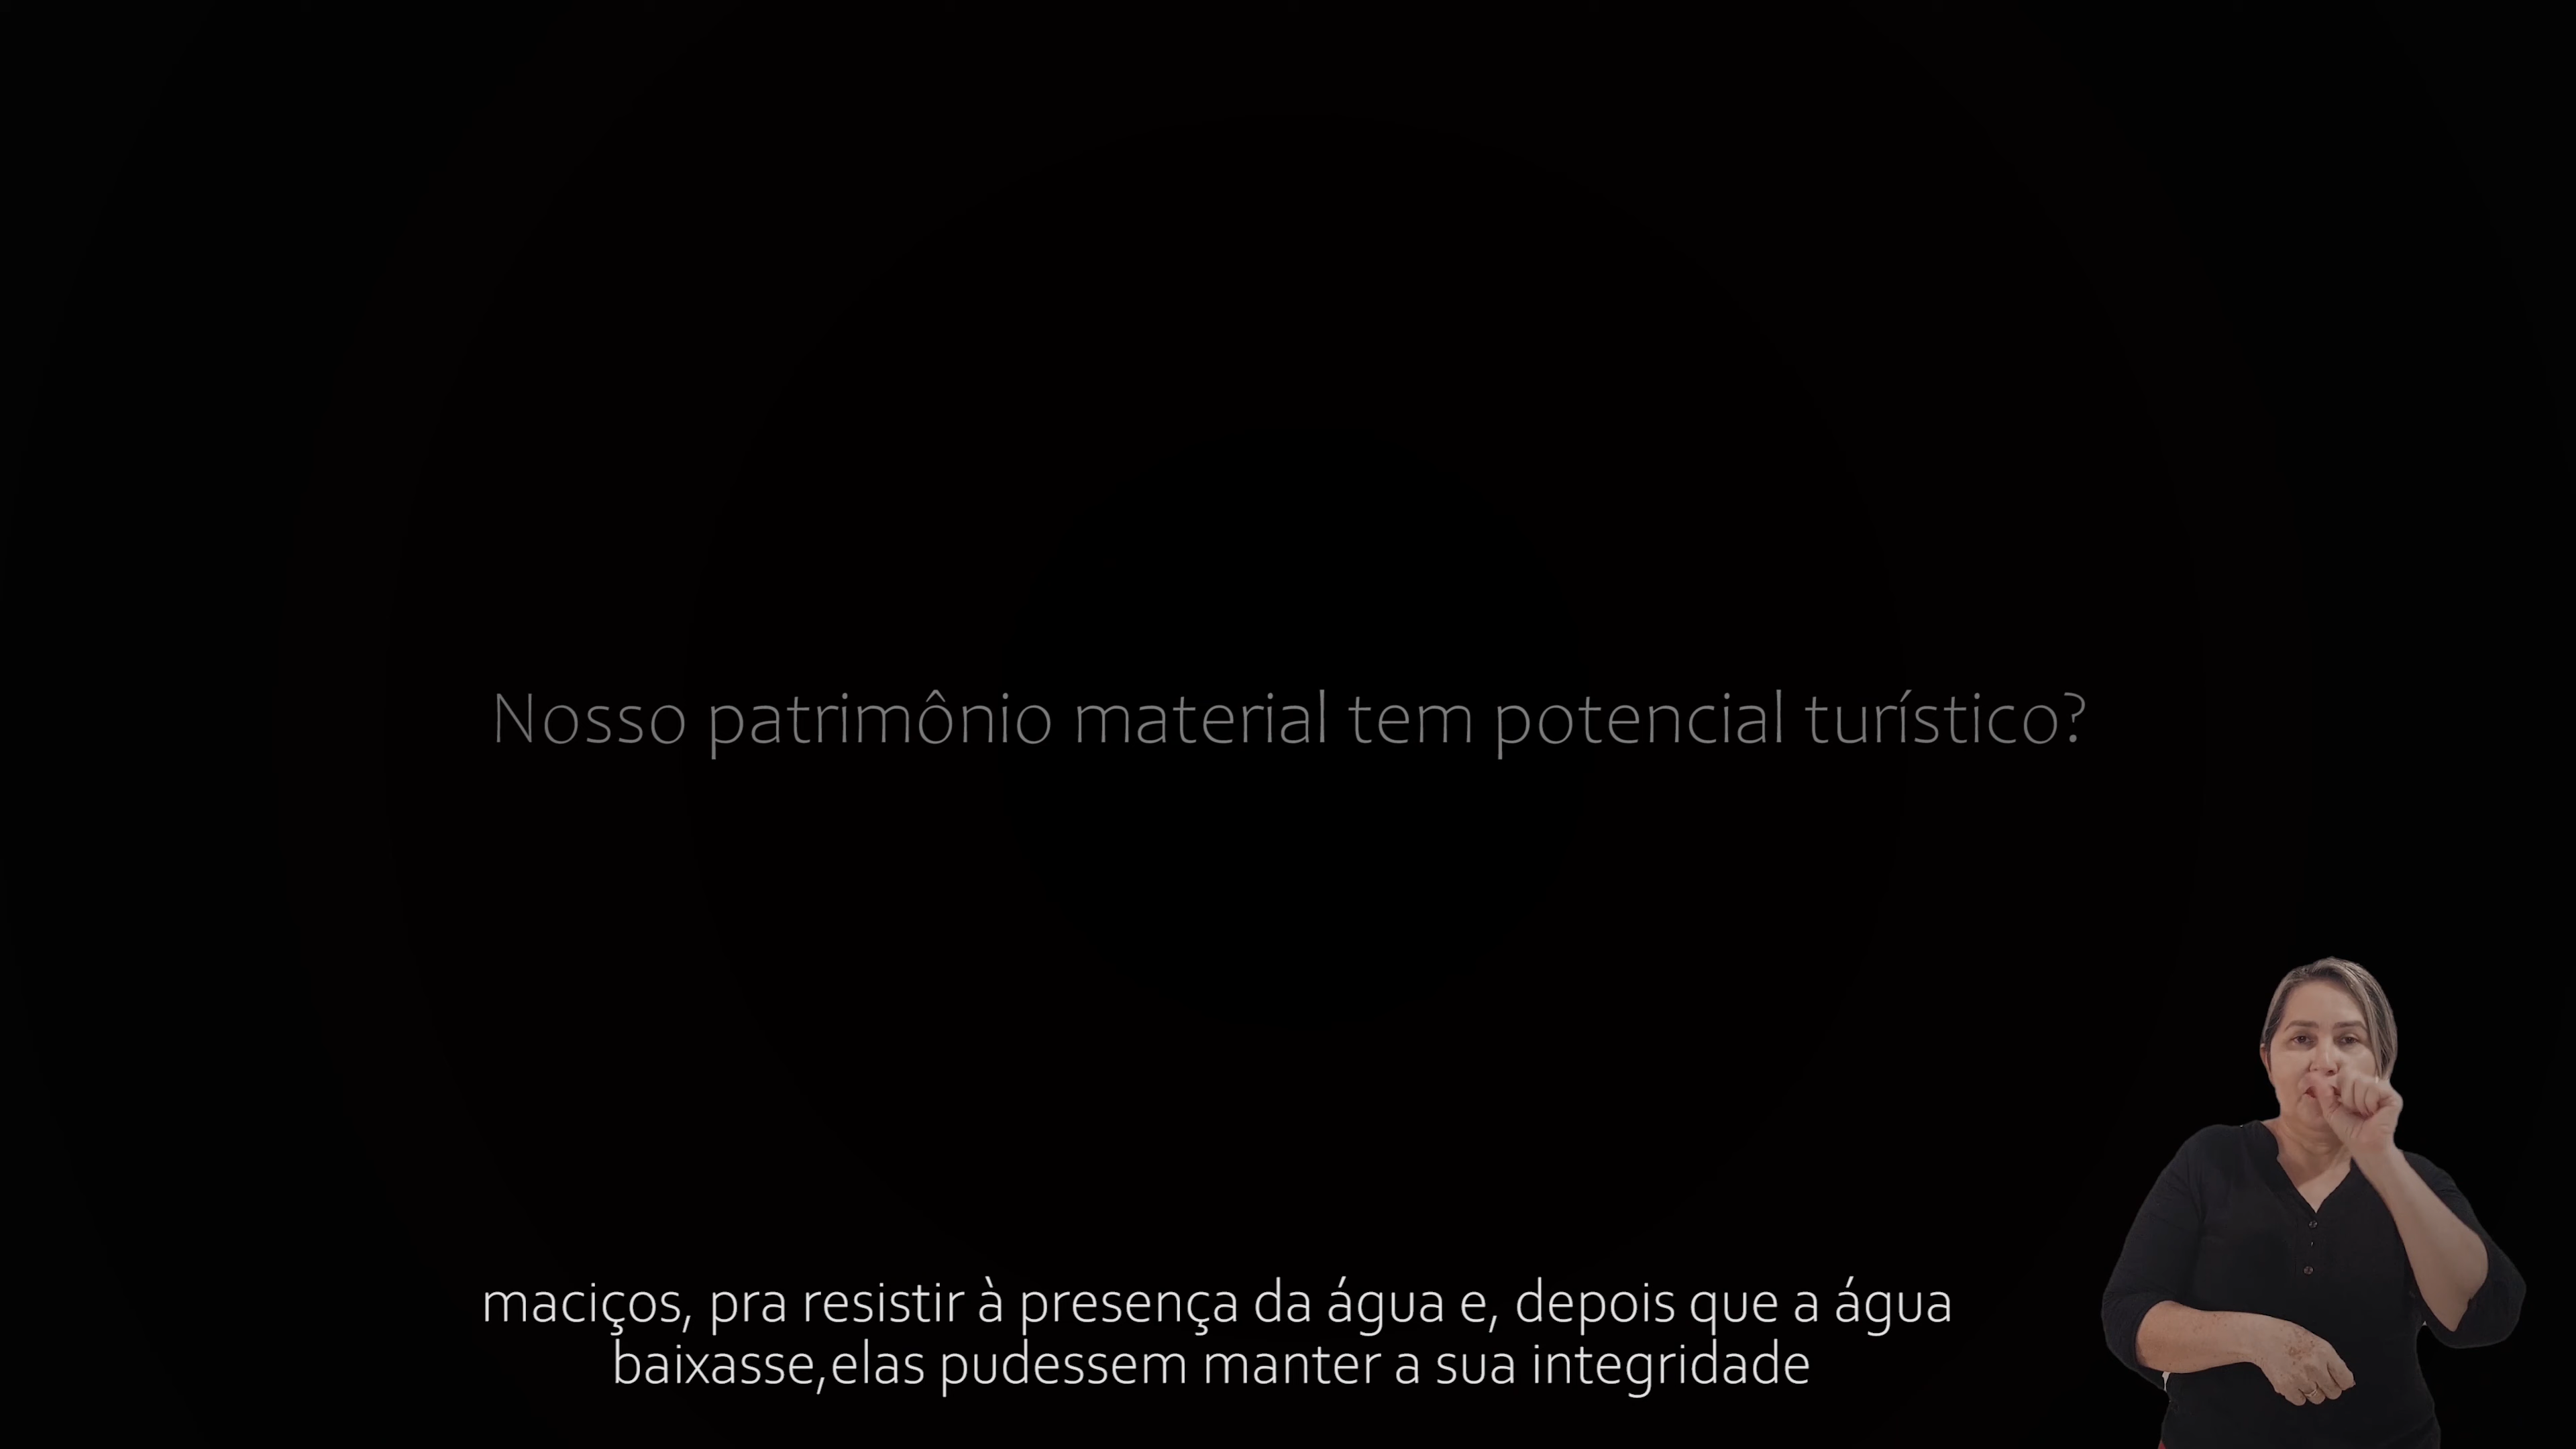 Nosso patrimônio material tem potencial turístico?
maciços, pra resistir à presença da água e, depois que a água
baixasse,elas pudessem manter a sua integridade